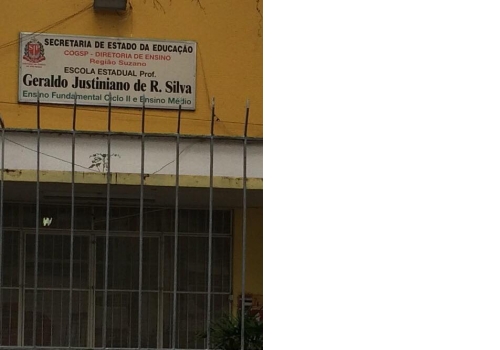 SECRETARIA DE ESTADO DA EDUCAÇÃO
COGSP - DIRETORIA DE ENSINO
Região Suzano
ESCOLA ESTADUAL Prof.
Geraldo Justiniano de R. Silva
Ensino Fundamental Ciclo II e Ensino Médio